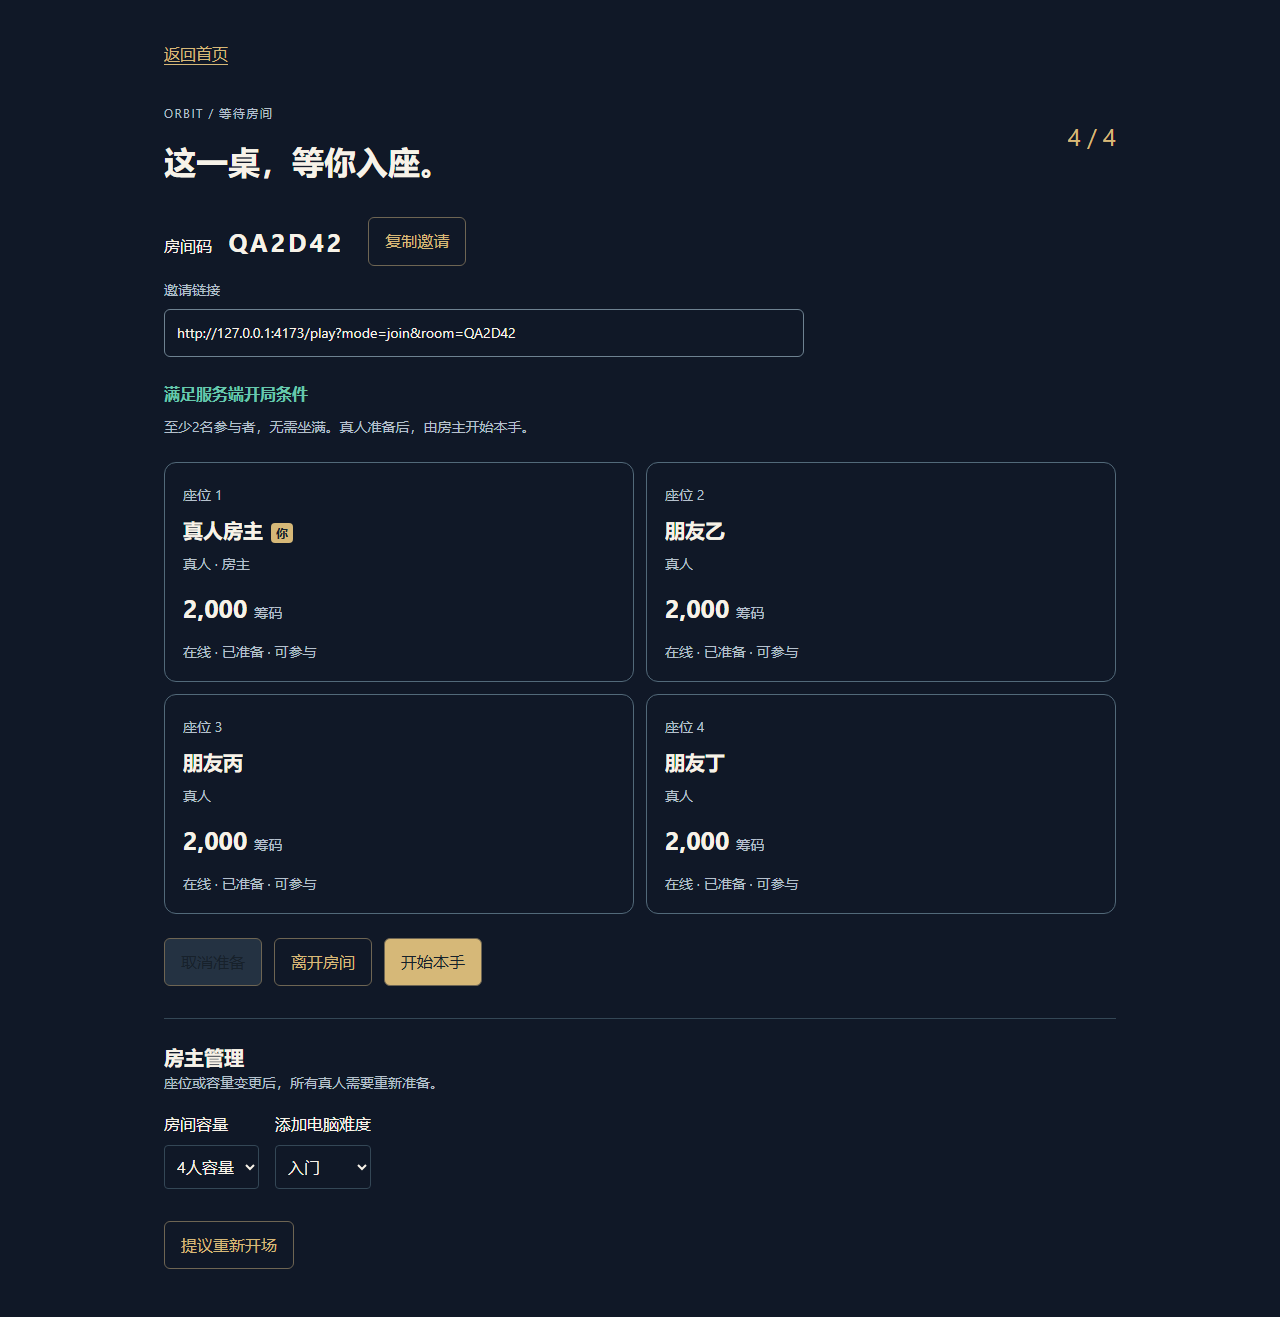 返回首页
ORBIT / 等待房间
这一桌，等你入座。
4 / 4
房间码 QA2D42 复制邀请
邀请链接
http://127.0.0.1:4173/play?mode=join&room=QA2D42
满足服务端开局条件
至少2名参与者，无需坐满。真人准备后，由房主开始本手。
座位 1
真人房主 你
真人 · 房主
2,000 筹码
在线 · 已准备 · 可参与
座位 2
朋友乙
真人
2,000 筹码
在线 · 已准备 · 可参与
座位 3
朋友丙
真人
2,000 筹码
在线 · 已准备 · 可参与
座位 4
朋友丁
真人
2,000 筹码
在线 · 已准备 · 可参与
取消准备 离开房间 开始本手
房主管理
座位或容量变更后，所有真人需要重新准备。
房间容量 添加电脑难度
4人容量 入门
提议重新开场